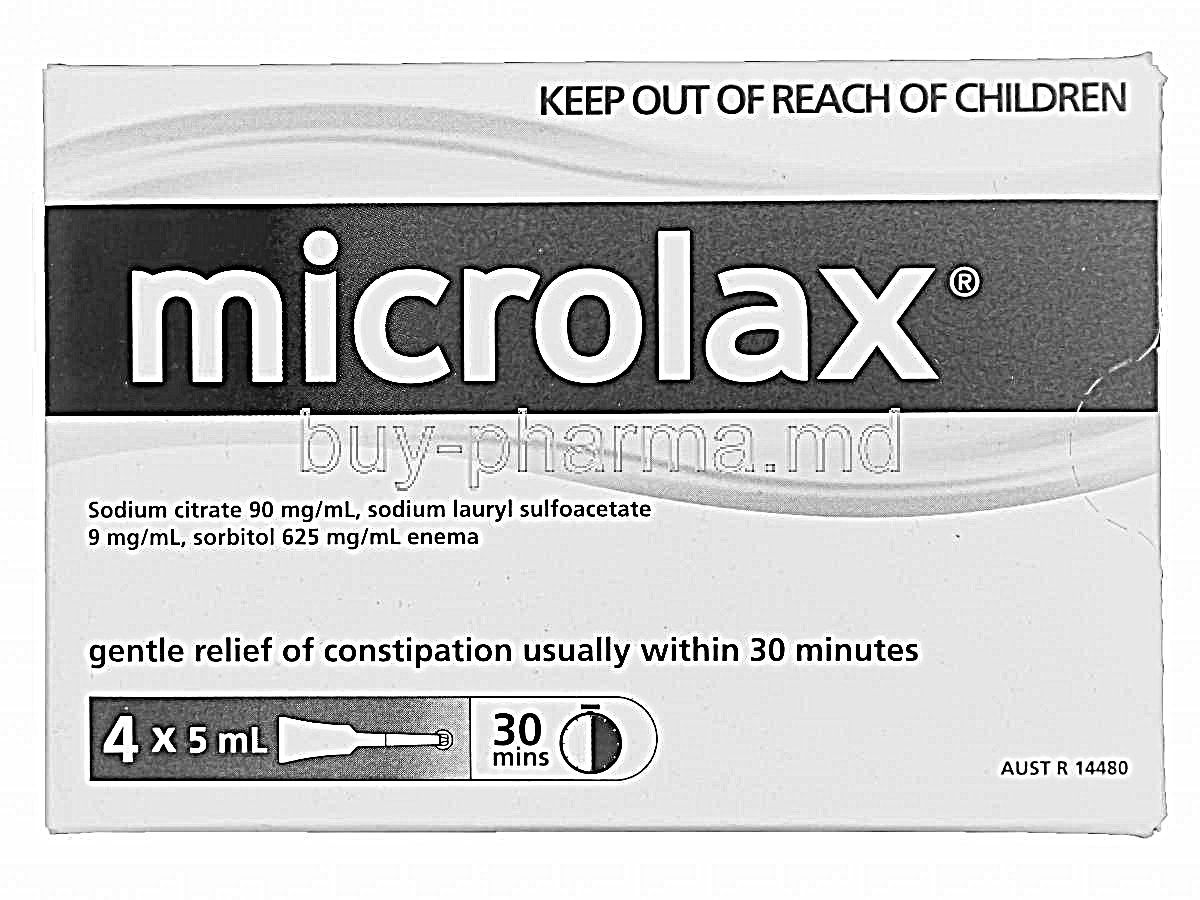 KEEP OUT OF REACH OF CHILDREN
microlax®
buy-pharma.md
Sodium citrate 90 mg/mL, sodium lauryl sulfoacetate
9 mg/mL, sorbitol 625 mg/mL enema
gentle relief of constipation usually within 30 minutes
4 x 5 mL
30
mins
AUST R 14480